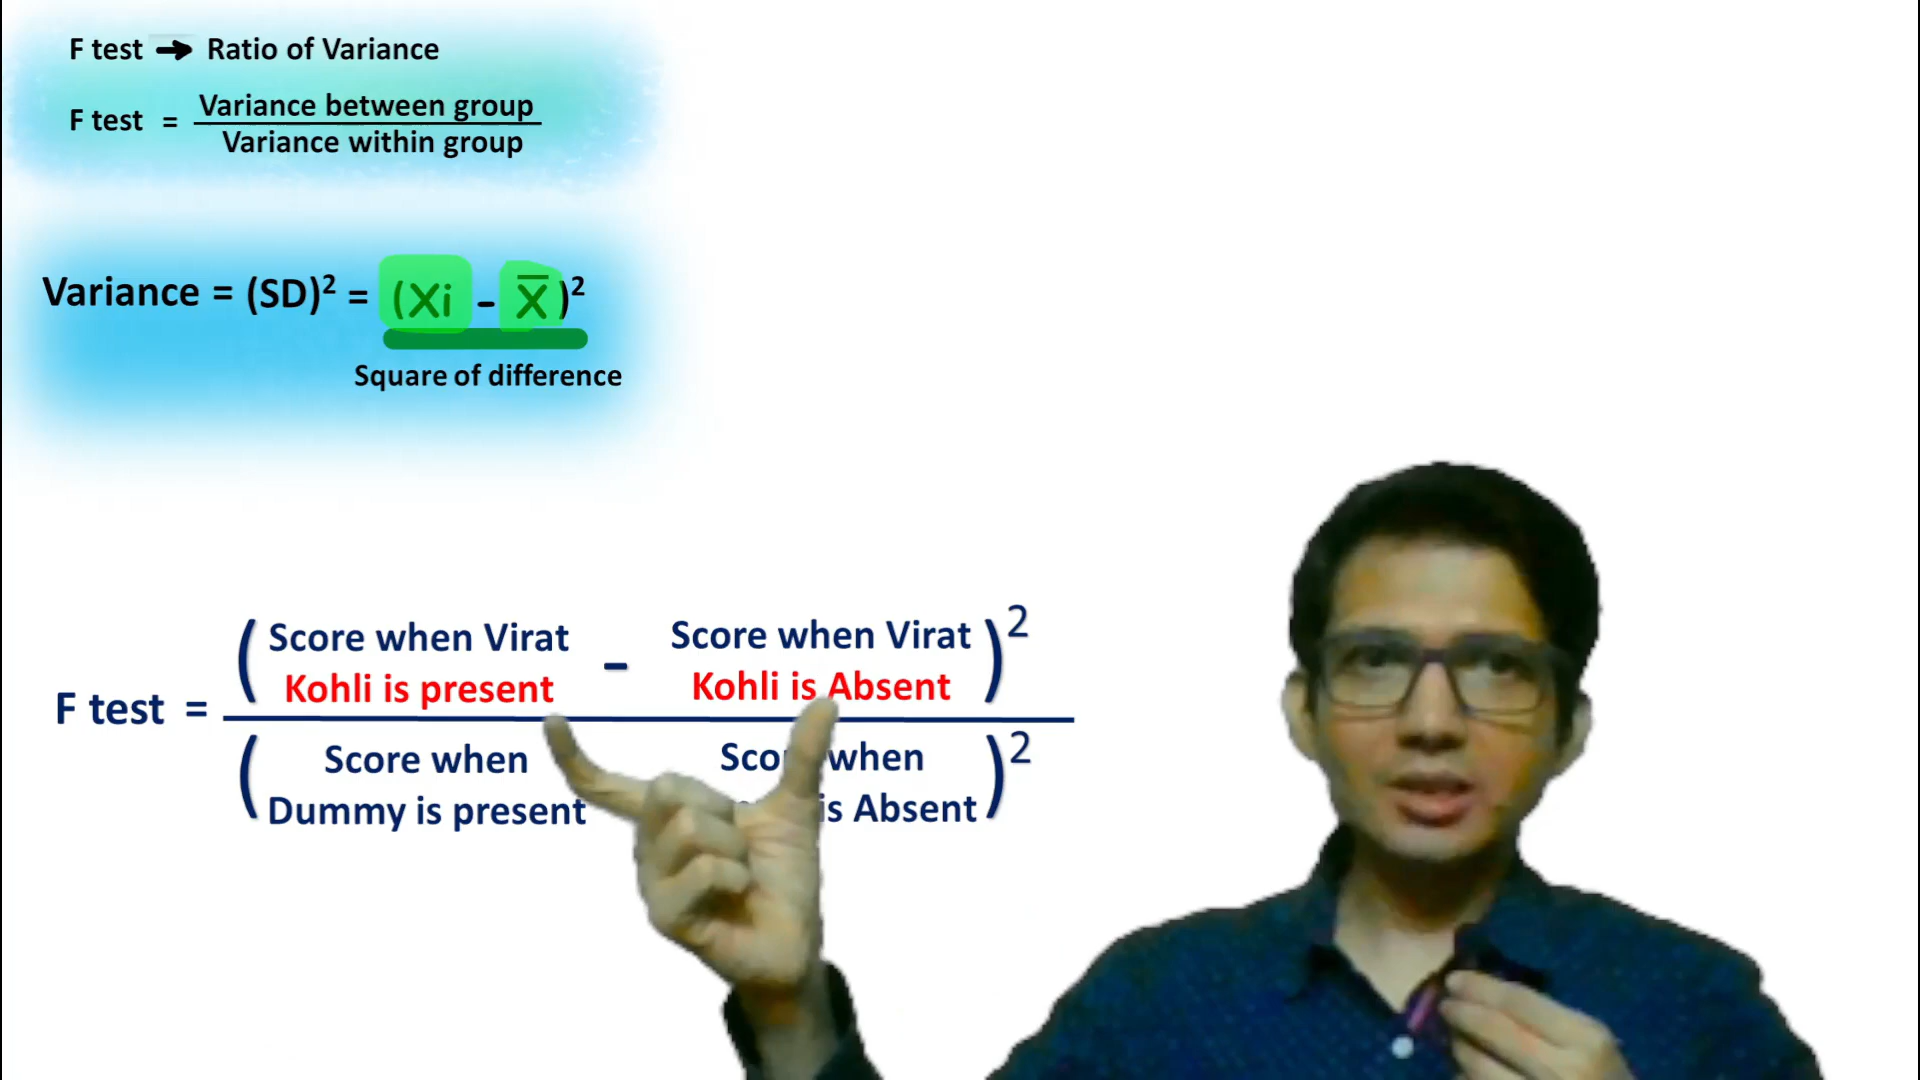 F test → Ratio of Variance
F test = Variance between group
Variance within group
Variance = (SD)² = (Xi - X̅)²
Square of difference
(Score when Virat - Score when Virat)²
Kohli is present Kohli is Absent
F test =
(Score when when)²
Dummy is present is Absent